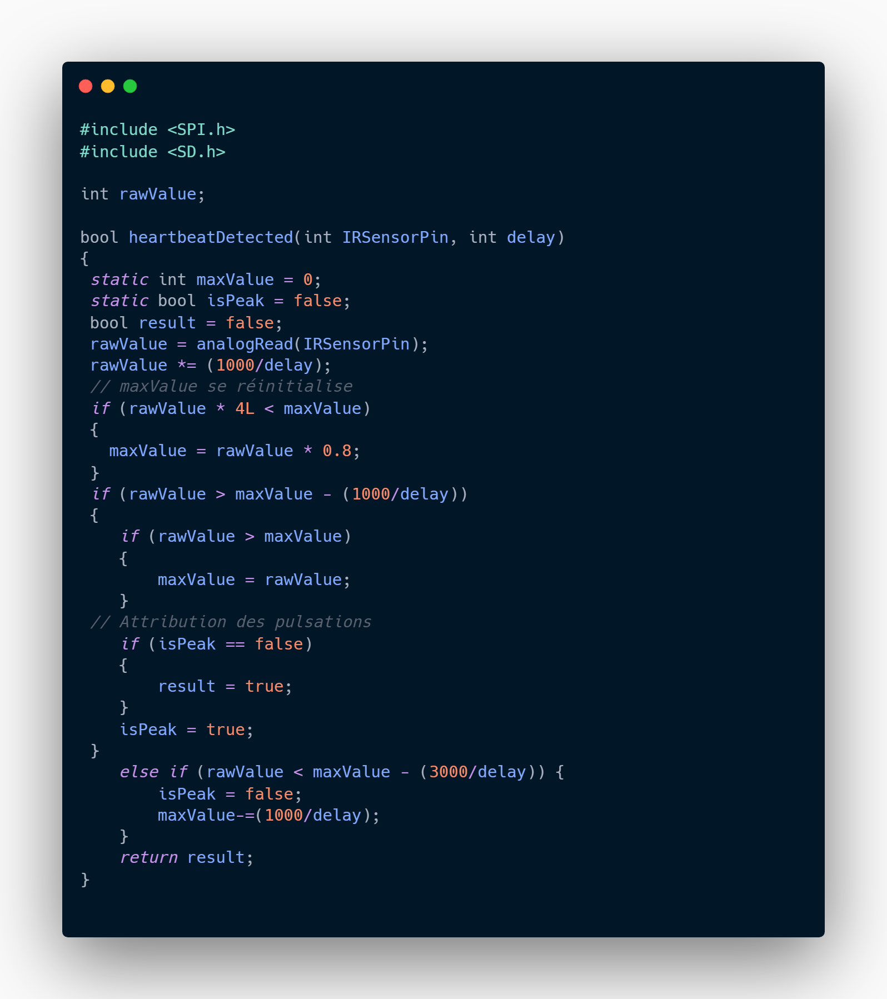 #include <SPI.h>
#include <SD.h>

int rawValue;

bool heartbeatDetected(int IRSensorPin, int delay)
{
 static int maxValue = 0;
 static bool isPeak = false;
 bool result = false;
 rawValue = analogRead(IRSensorPin);
 rawValue *= (1000/delay);
 // maxValue se réinitialise
 if (rawValue * 4L < maxValue)
 {
   maxValue = rawValue * 0.8;
 }
 if (rawValue > maxValue - (1000/delay))
 {
    if (rawValue > maxValue)
    {
        maxValue = rawValue;
    }
 // Attribution des pulsations
    if (isPeak == false)
    {
        result = true;
    }
    isPeak = true;
 }
    else if (rawValue < maxValue - (3000/delay)) {
        isPeak = false;
        maxValue-=(1000/delay);
    }
    return result;
}